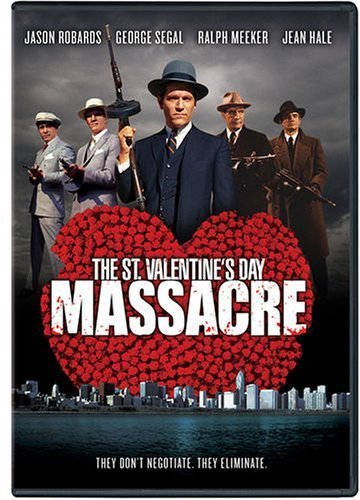 JASON ROBARDS GEORGE SEGAL RALPH MEEKER JEAN HALE
THE ST. VALENTINE'S DAY
MASSACRE
THEY DON'T NEGOTIATE. THEY ELIMINATE.